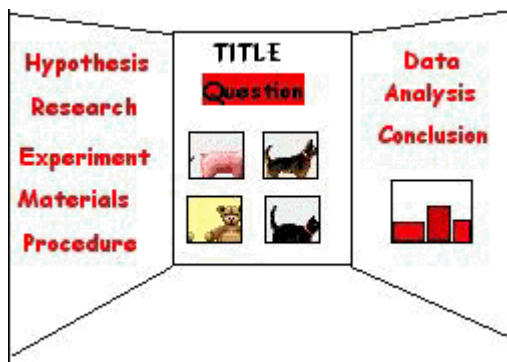 Hypothesis
Research
Experiment
Materials
Procedure
TITLE
Question
Data
Analysis
Conclusion